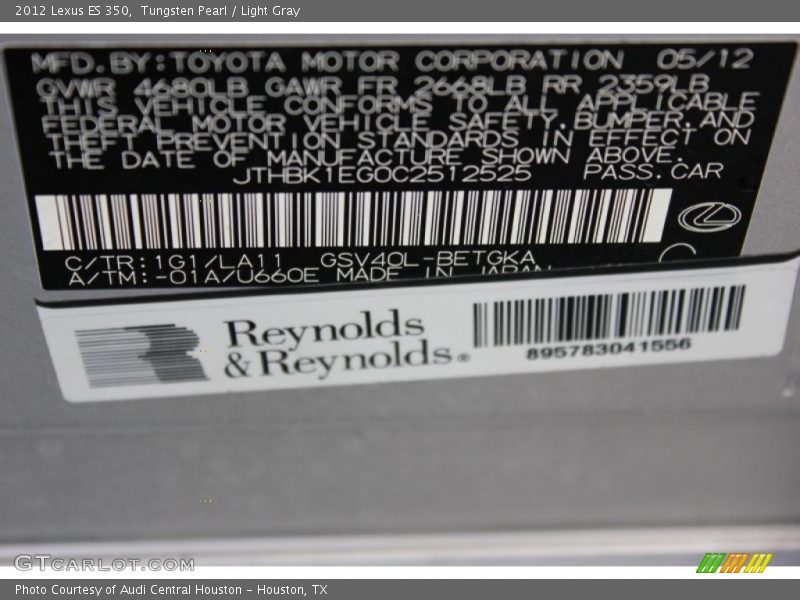 2012 Lexus ES 350,  Tungsten Pearl / Light Gray
MFD.BY:TOYOTA MOTOR CORPORATION 05/12
GVWR 4680LB GAWR FR 2668LB RR 2359LB
THIS VEHICLE CONFORMS TO ALL APPLICABLE
FEDERAL MOTOR VEHICLE SAFETY,BUMPER,AND
THEFT PREVENTION STANDARDS IN EFFECT ON
THE DATE OF MANUFACTURE SHOWN ABOVE.
JTHBK1EG0C2512525 PASS.CAR
C/TR:1G1/LA11 GSV40L-BETGKA
A/TM:-01A/U660E MADE IN JAPAN
Reynolds
& Reynolds®
895783041556
GTCARLOT.COM
Photo Courtesy of Audi Central Houston - Houston, TX